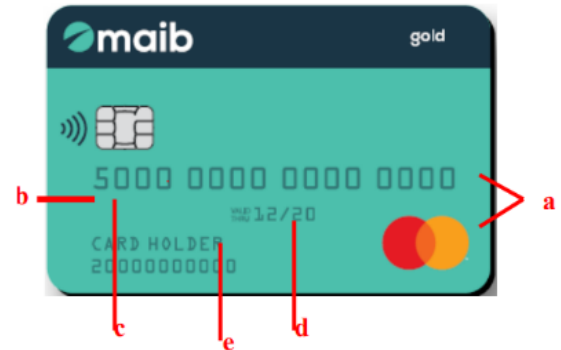 maib
gold
5000 0000 0000 0000
VALID THRU 12/20
CARD HOLDER
20000000000
a
b
c
d
e